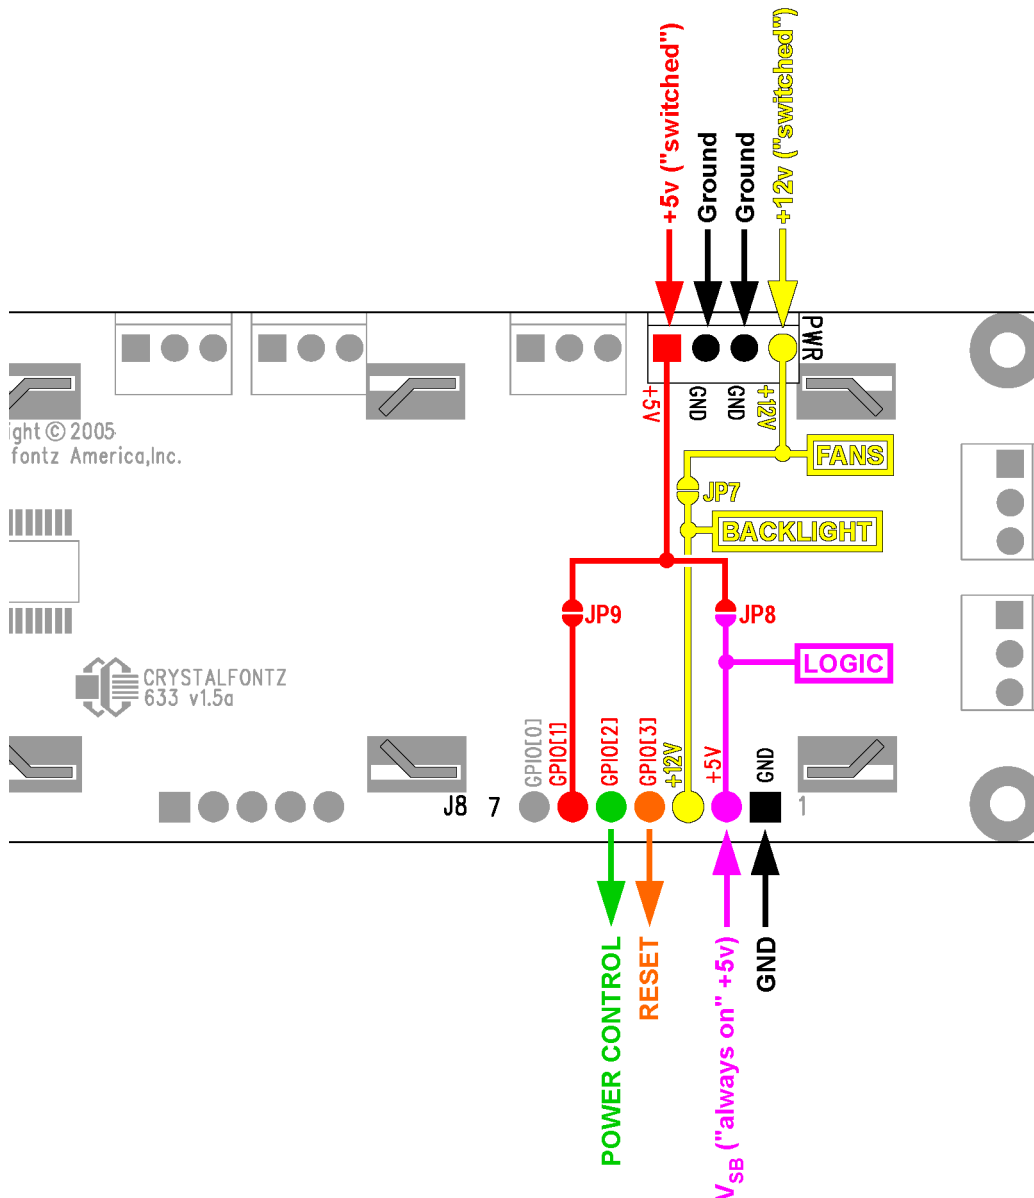 +5v ("switched")
Ground
Ground
+12v ("switched")
PWR
+5V
GND
GND
+12V
ight © 2005
fontz America,Inc.
FANS
JP7
BACKLIGHT
JP9
JP8
LOGIC
CRYSTALFONTZ
633 v1.5a
GPIO[0]
GPIO[1]
GPIO[2]
GPIO[3]
+12V
+5V
GND
J8 7
1
POWER CONTROL
RESET
VSB ("always on" +5v)
GND